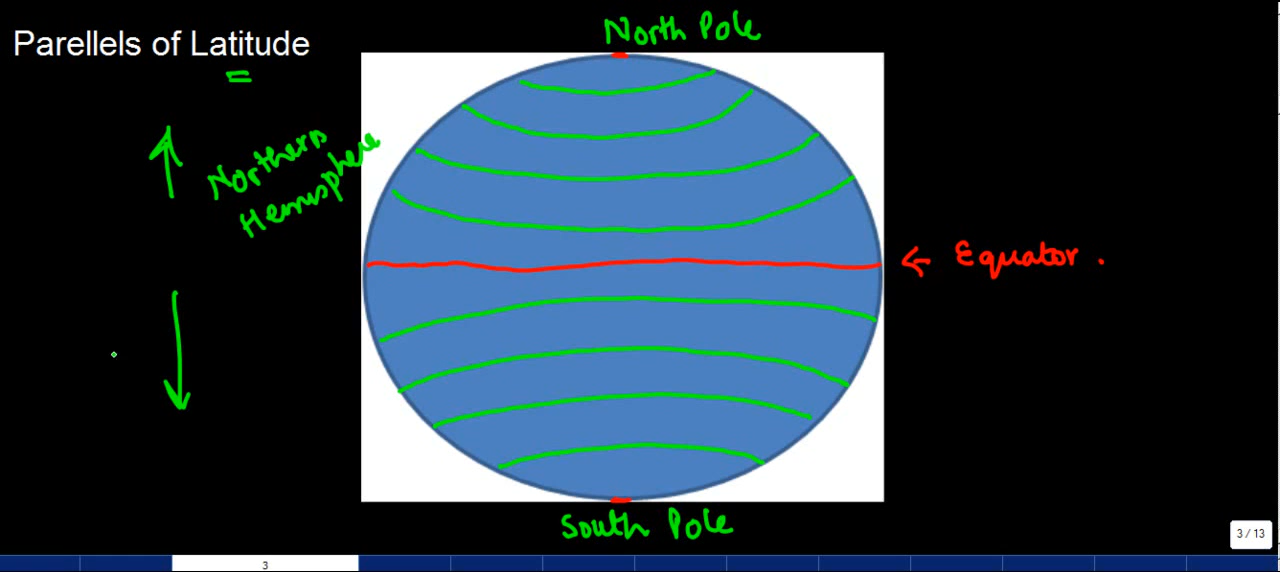 Parellels of Latitude
North Pole
Northern
Hemisphere
← Equator.
South Pole
3 / 13
3